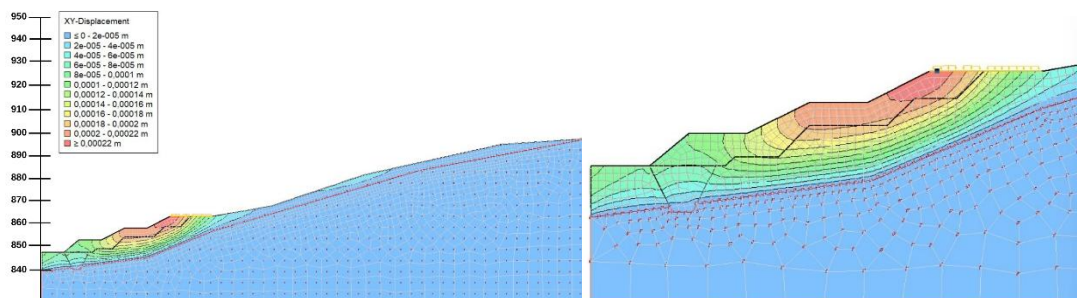 950
940
930
920
910
900
890
880
870
860
850
840
XY-Displacement
≤ 0 - 2e-005 m
2e-005 - 4e-005 m
4e-005 - 6e-005 m
6e-005 - 8e-005 m
8e-005 - 0,0001 m
0,0001 - 0,00012 m
0,00012 - 0,00014 m
0,00014 - 0,00016 m
0,00016 - 0,00018 m
0,00018 - 0,0002 m
0,0002 - 0,00022 m
≥ 0,00022 m